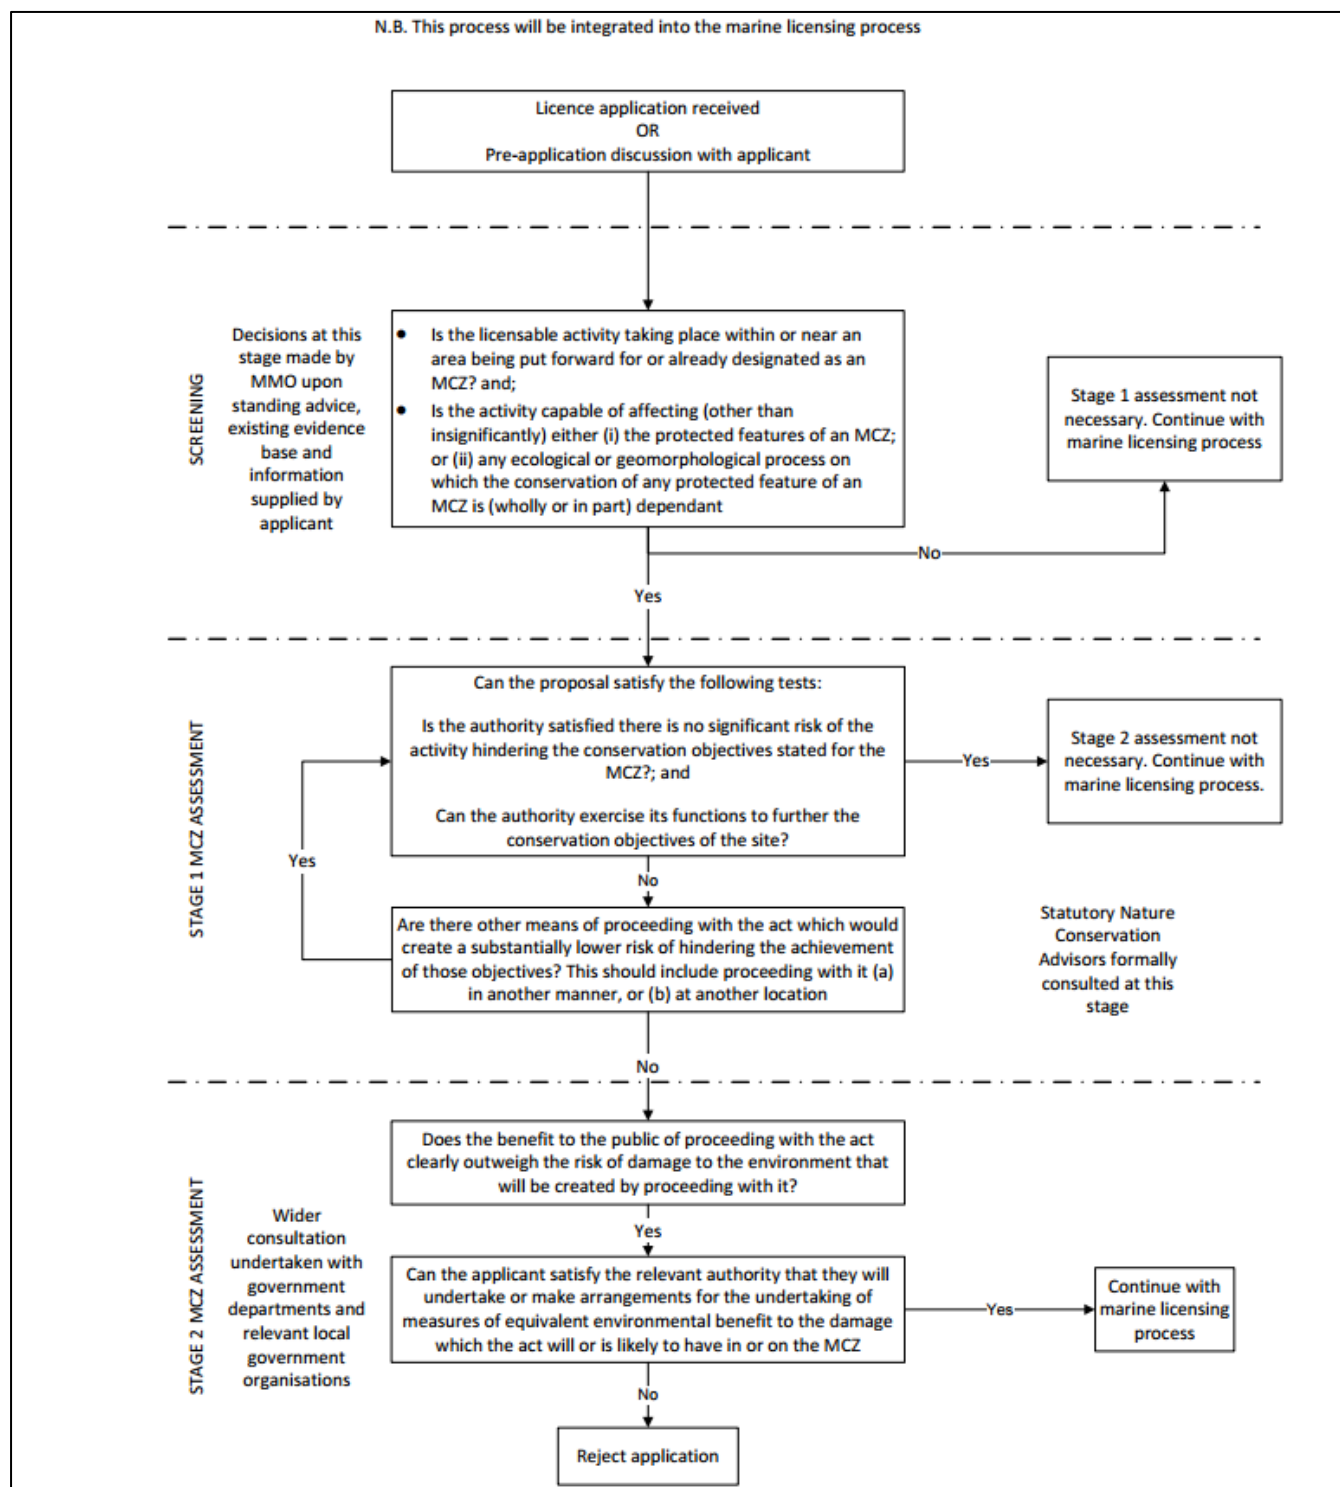 N.B. This process will be integrated into the marine licensing process
Licence application received
OR
Pre-application discussion with applicant
SCREENING
Decisions at this
stage made by
MMO upon
standing advice,
existing evidence
base and
information
supplied by
applicant
● Is the licensable activity taking place within or near an
area being put forward for or already designated as an
MCZ? and;
● Is the activity capable of affecting (other than
insignificantly) either (i) the protected features of an MCZ;
or (ii) any ecological or geomorphological process on
which the conservation of any protected feature of an
MCZ is (wholly or in part) dependant
Stage 1 assessment not
necessary. Continue with
marine licensing process
No
Yes
STAGE 1 MCZ ASSESSMENT
Can the proposal satisfy the following tests:
Is the authority satisfied there is no significant risk of the
activity hindering the conservation objectives stated for the
MCZ?; and
Can the authority exercise its functions to further the
conservation objectives of the site?
Yes
Stage 2 assessment not
necessary. Continue with
marine licensing process.
Yes
No
Are there other means of proceeding with the act which would
create a substantially lower risk of hindering the achievement
of those objectives? This should include proceeding with it (a)
in another manner, or (b) at another location
Statutory Nature
Conservation
Advisors formally
consulted at this
stage
No
STAGE 2 MCZ ASSESSMENT
Wider
consultation
undertaken with
government
departments and
relevant local
government
organisations
Does the benefit to the public of proceeding with the act
clearly outweigh the risk of damage to the environment that
will be created by proceeding with it?
Yes
Can the applicant satisfy the relevant authority that they will
undertake or make arrangements for the undertaking of
measures of equivalent environmental benefit to the damage
which the act will or is likely to have in or on the MCZ
Yes
Continue with
marine licensing
process
No
Reject application